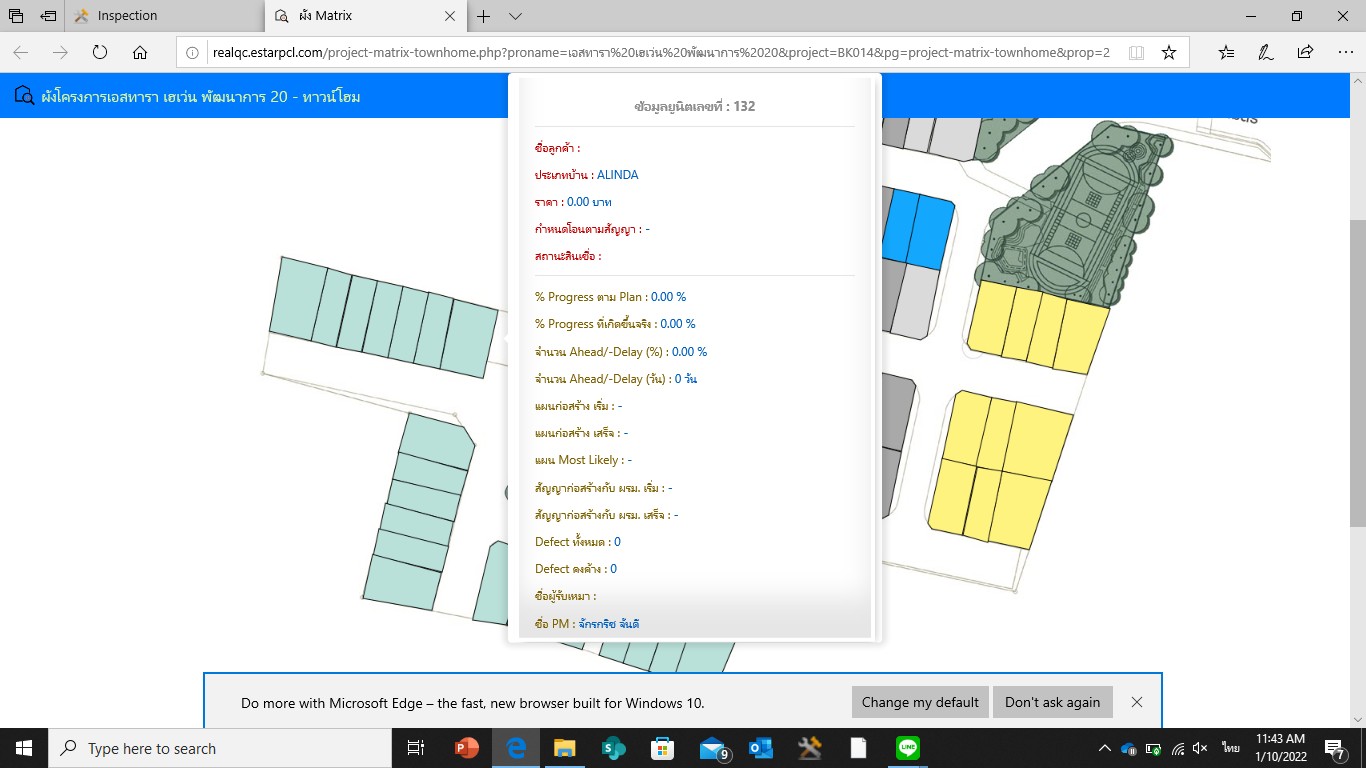 Inspection
ผัง Matrix
realqc.estarpcl.com/project-matrix-townhome.php?proname=เอสทารา%20เฮเว่น%20พัฒนาการ%2020&project=BK014&pg=project-matrix-townhome&prop=2
ผังโครงการเอสทารา เฮเว่น พัฒนาการ 20 - ทาวน์โฮม
ข้อมูลยูนิตเลขที่ : 132
ชื่อลูกค้า :
ประเภทบ้าน : ALINDA
ราคา : 0.00 บาท
กำหนดโอนตามสัญญา : -
สถานะสินเชื่อ :
% Progress ตาม Plan : 0.00 %
% Progress ที่เกิดขึ้นจริง : 0.00 %
จำนวน Ahead/-Delay (%) : 0.00 %
จำนวน Ahead/-Delay (วัน) : 0 วัน
แผนก่อสร้าง เริ่ม : -
แผนก่อสร้าง เสร็จ : -
แผน Most Likely : -
สัญญาก่อสร้างกับ ผรม. เริ่ม : -
สัญญาก่อสร้างกับ ผรม. เสร็จ : -
Defect ทั้งหมด : 0
Defect คงค้าง : 0
ชื่อผู้รับเหมา :
ชื่อ PM : จักรกริช จันดี
Do more with Microsoft Edge – the fast, new browser built for Windows 10.
Change my default
Don't ask again
Type here to search
9
LINE
ไทย
11:43 AM
1/10/2022
7